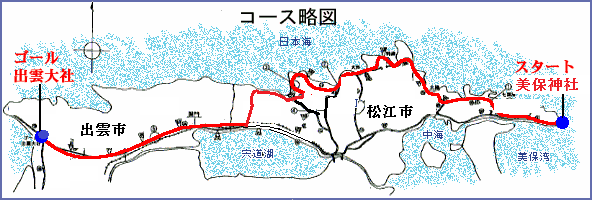 コース略図
日本海
ゴール
出雲大社
スタート
美保神社
松江市
出雲市
中海
宍道湖
美保湾